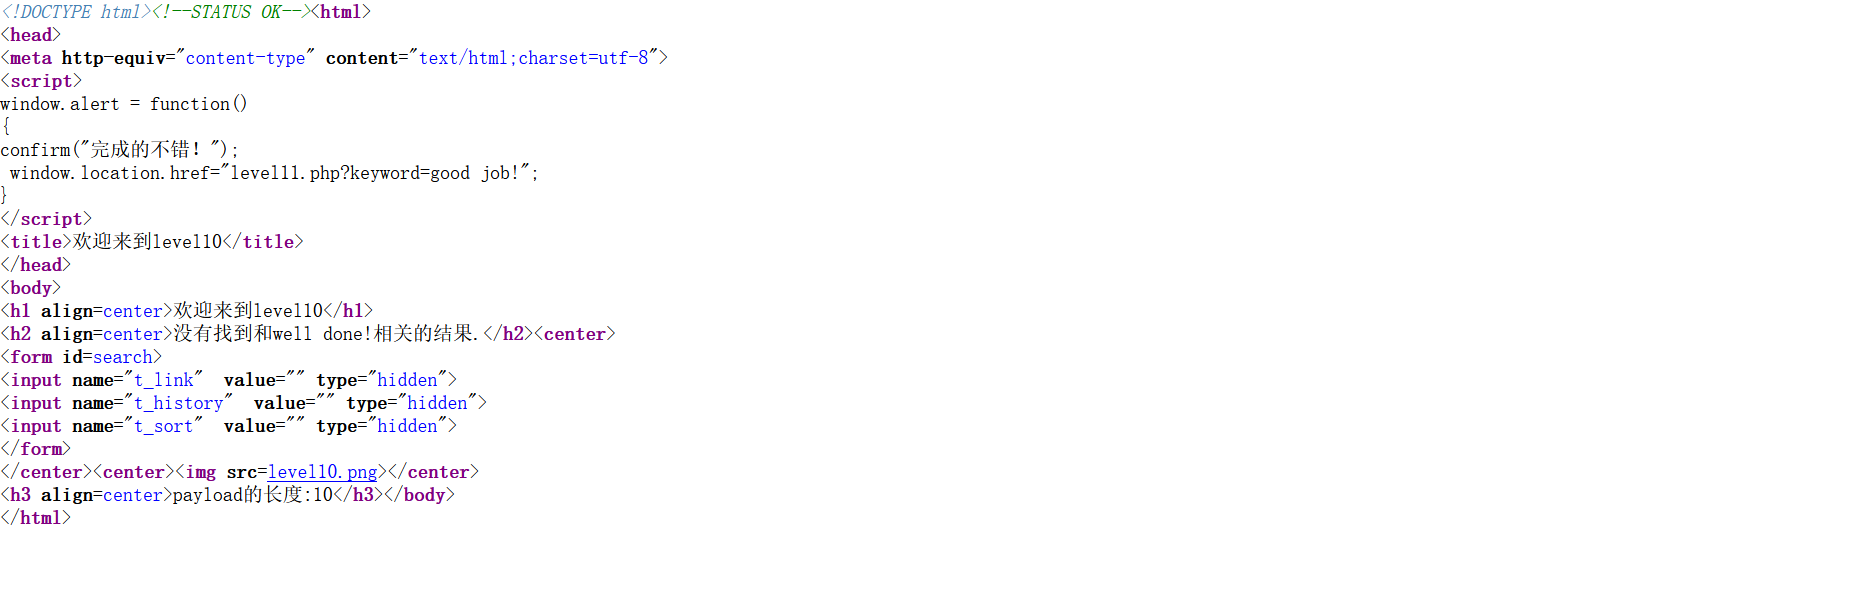 <!DOCTYPE html><!--STATUS OK--><html>
<head>
<meta http-equiv="content-type" content="text/html;charset=utf-8">
<script>
window.alert = function()
{
confirm("完成的不错！");
 window.location.href="level11.php?keyword=good job!";
}
</script>
<title>欢迎来到level10</title>
</head>
<body>
<h1 align=center>欢迎来到level10</h1>
<h2 align=center>没有找到和well done!相关的结果.</h2><center>
<form id=search>
<input name="t_link"  value="" type="hidden">
<input name="t_history"  value="" type="hidden">
<input name="t_sort"  value="" type="hidden">
</form>
</center><center><img src=level10.png></center>
<h3 align=center>payload的长度:10</h3></body>
</html>